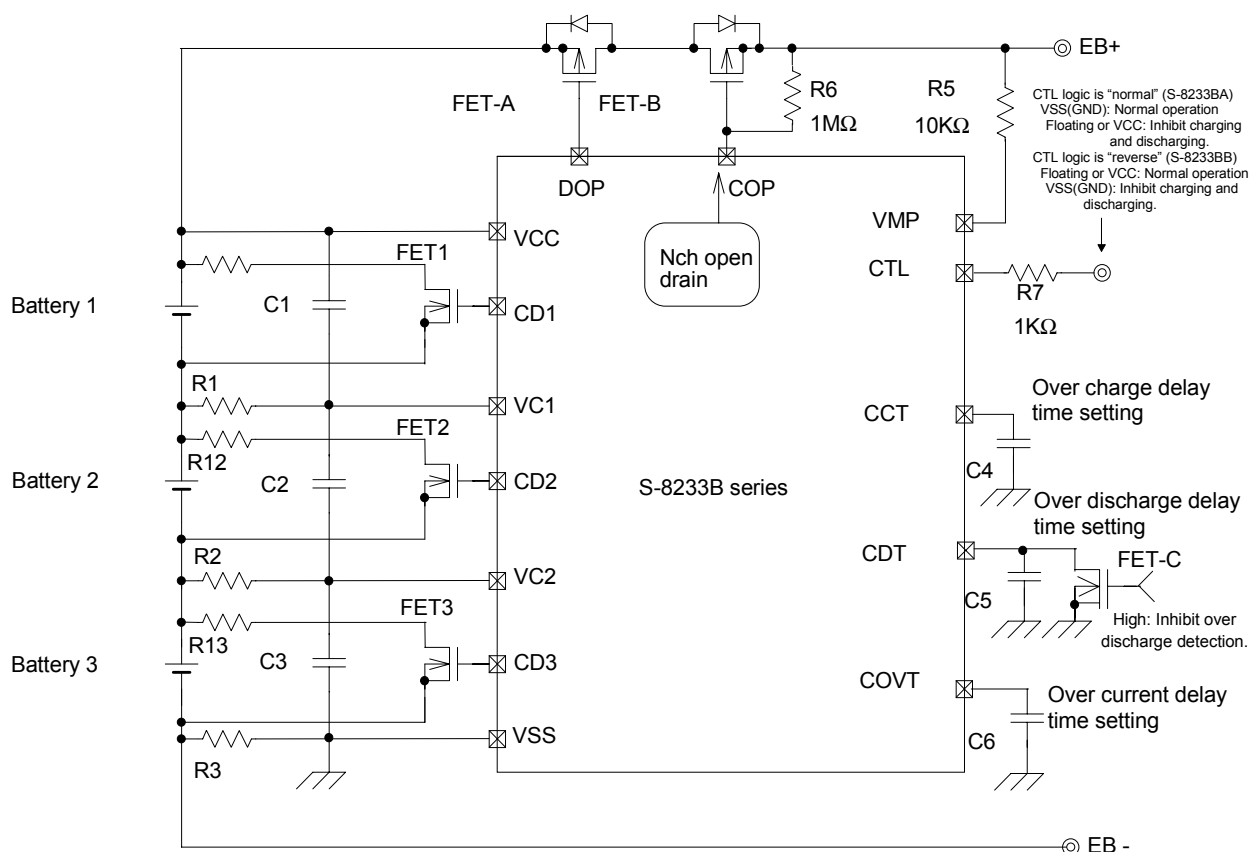 EB+
FET-A
FET-B
R6
1MΩ
R5
10KΩ
CTL logic is “normal” (S-8233BA)
VSS(GND): Normal operation
Floating or VCC: Inhibit charging
and discharging.
CTL logic is “reverse” (S-8233BB)
Floating or VCC: Normal operation
VSS(GND): Inhibit charging and
discharging.
DOP
COP
Nch open
drain
VCC
FET1
VMP
CTL
R7
1KΩ
Battery 1
C1
CD1
R1
VC1
FET2
R12
Battery 2
C2
CD2
S-8233B series
CCT
Over charge delay
time setting
C4
Over discharge delay
time setting
R2
VC2
FET3
CDT
C5
FET-C
High: Inhibit over
discharge detection.
R13
Battery 3
C3
CD3
COVT
Over current delay
time setting
C6
R3
VSS
EB -